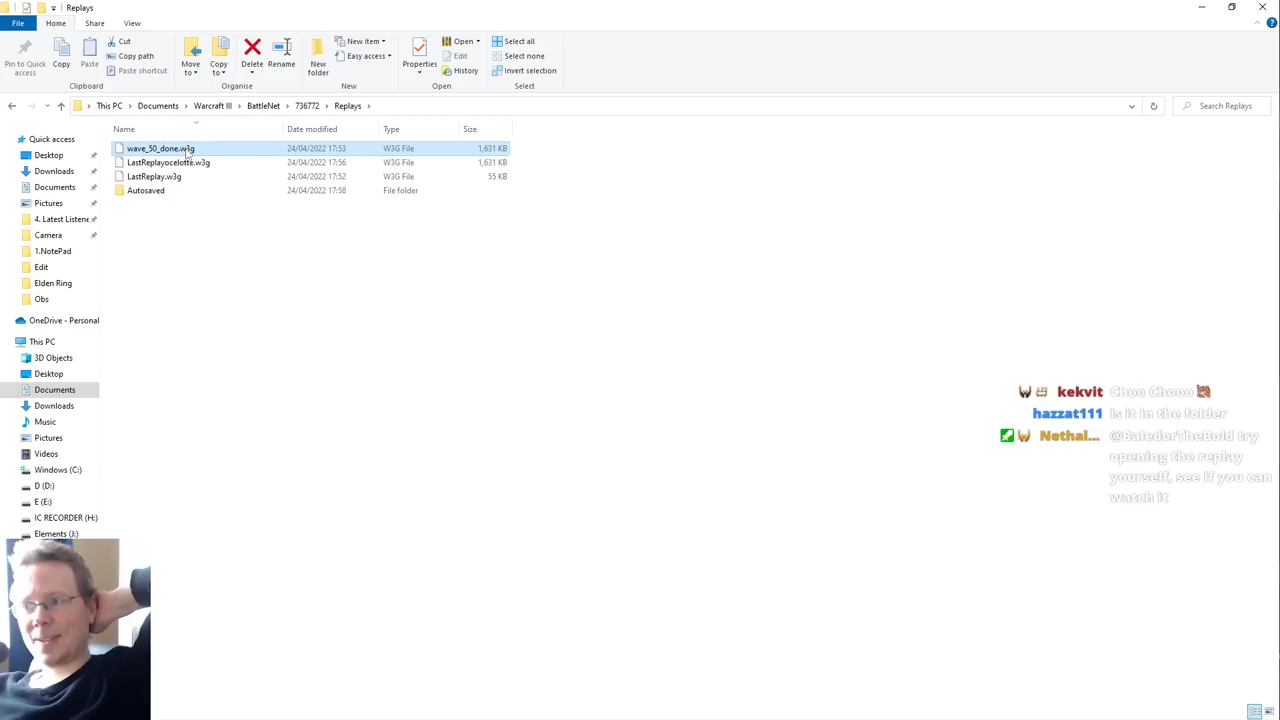 Replays
File
Home
Share
View
Pin to Quick access
Copy
Paste
Cut
Copy path
Paste shortcut
Clipboard
Move to
Copy to
Delete
Rename
Organise
New folder
New item
Easy access
New
Properties
Open
Edit
History
Open
Select all
Select none
Invert selection
Select
This PC > Documents > Warcraft III > BattleNet > 736772 > Replays >
Search Replays
Name Date modified Type Size
wave_50_done.w3g 24/04/2022 17:53 W3G File 1,631 KB
LastReplayocelotte.w3g 24/04/2022 17:56 W3G File 1,631 KB
LastReplay.w3g 24/04/2022 17:52 W3G File 55 KB
Autosaved 24/04/2022 17:58 File folder
Quick access
Desktop
Downloads
Documents
Pictures
4. Latest Listene
Camera
1.NotePad
Edit
Elden Ring
Obs
OneDrive - Personal
This PC
3D Objects
Desktop
Documents
Downloads
Music
Pictures
Videos
Windows (C:)
D (D:)
E (E:)
IC RECORDER (H:)
Elements (J:)
kekvit Choo Chooo
hazzat111 Is it in the folder
Nethal... @BaledorTheBold try
opening the replay
yourself, see if you can
watch it